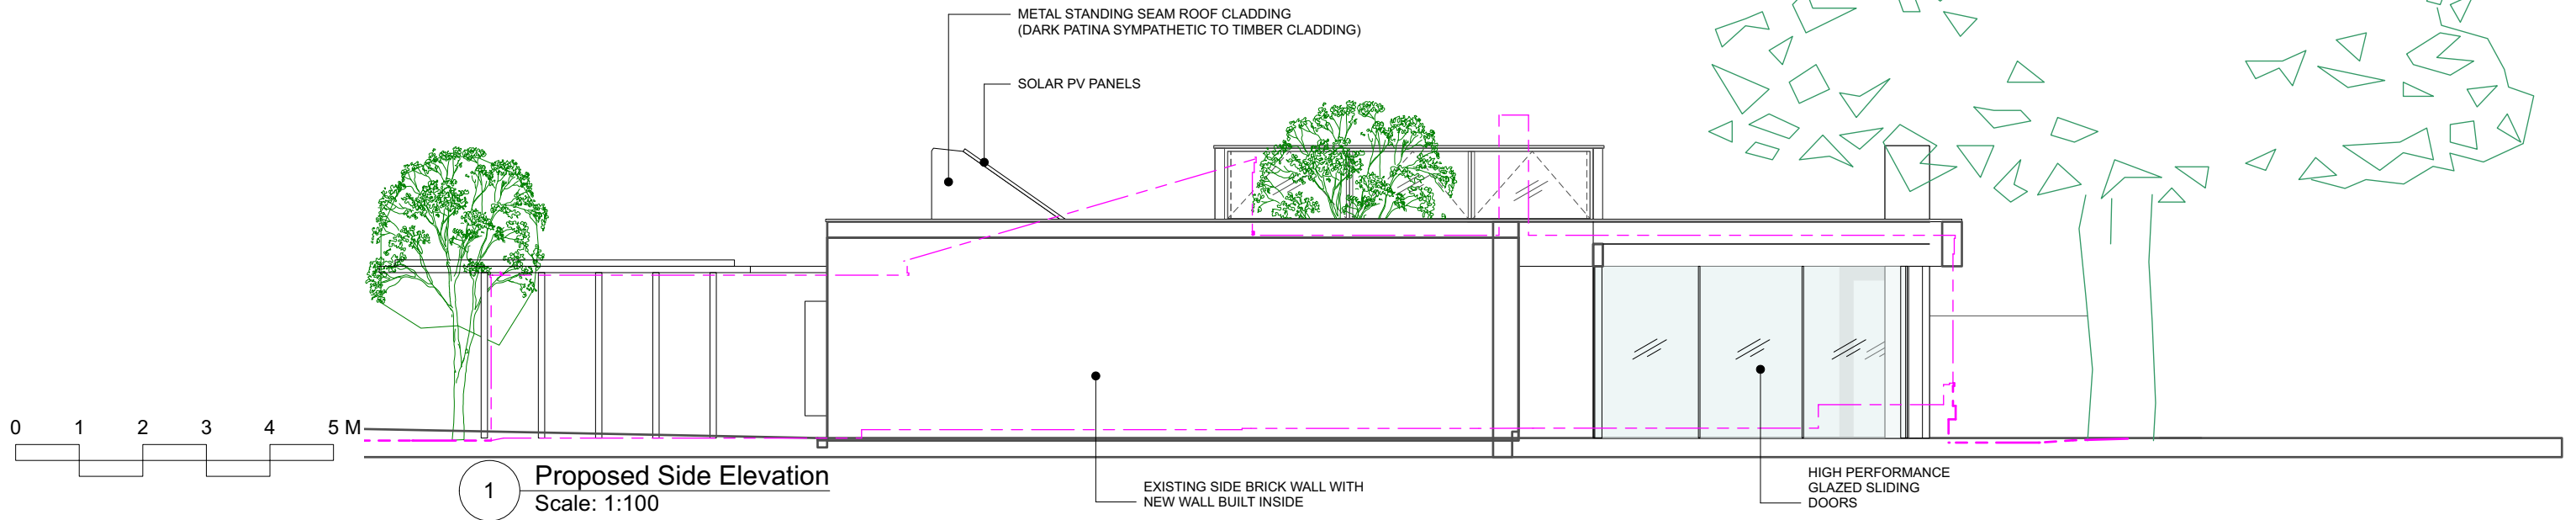 METAL STANDING SEAM ROOF CLADDING
(DARK PATINA SYMPATHETIC TO TIMBER CLADDING)
SOLAR PV PANELS
0 1 2 3 4 5 M
1
Proposed Side Elevation
Scale: 1:100
EXISTING SIDE BRICK WALL WITH
NEW WALL BUILT INSIDE
HIGH PERFORMANCE
GLAZED SLIDING
DOORS